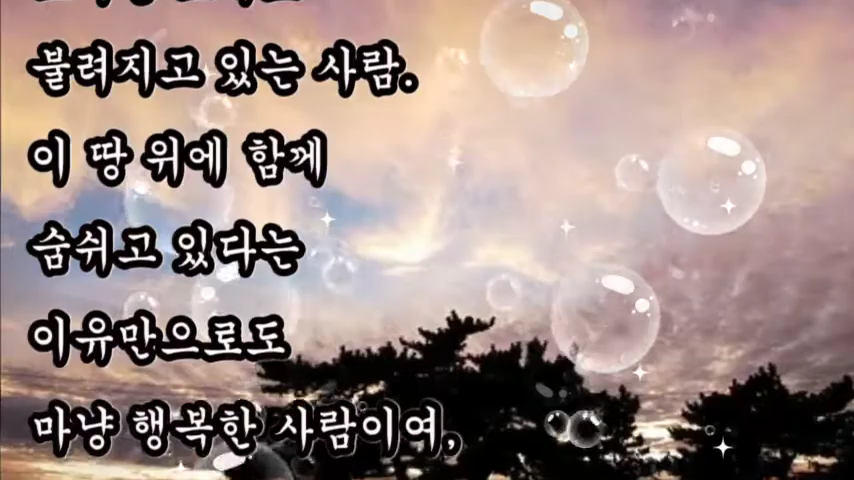 불려지고 있는 사람.
이 땅 위에 함께
숨쉬고 있다는
이유만으로도
마냥 행복한 사람이여,